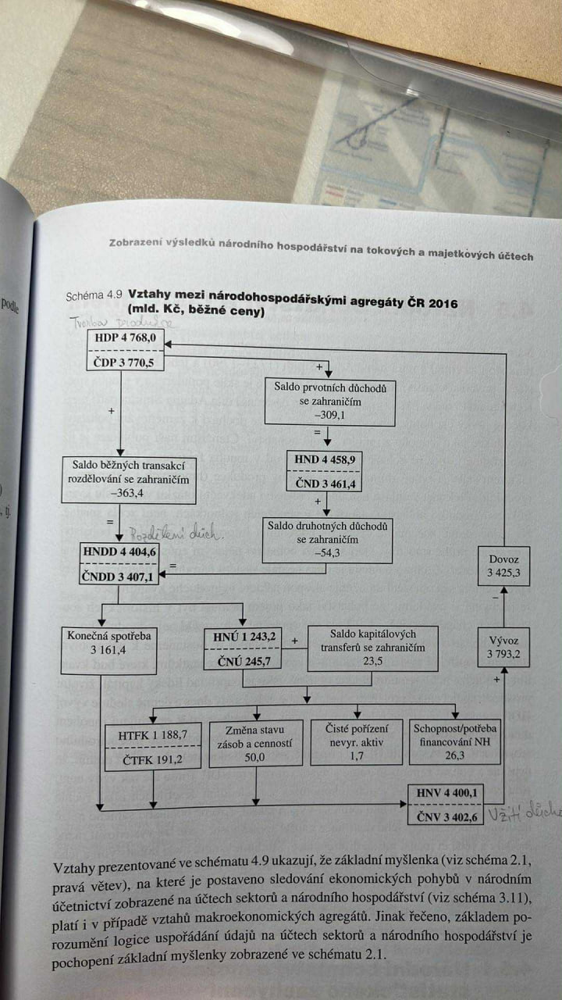 Zobrazení výsledků národního hospodářství na tokových a majetkových účtech
podle
Schéma 4.9 Vztahy mezi národohospodářskými agregáty ČR 2016
(mld. Kč, běžné ceny)
Tvorba produkce
HDP 4 768,0
ČDP 3 770,5
+
Saldo prvotních důchodů
se zahraničím
–309,1
+
=
HND 4 458,9
ČND 3 461,4
Saldo běžných transakcí
rozdělování se zahraničím
–363,4
)
, tj.
+
=
Saldo druhotných důchodů
se zahraničím
–54,3
Rozdělení důch.
HNDD 4 404,6
ČNDD 3 407,1
=
Dovoz
3 425,3
–
Konečná spotřeba
3 161,4
HNÚ 1 243,2
ČNÚ 245,7
+
Saldo kapitálových
transferů se zahraničím
23,5
Vývoz
3 793,2
+
HTFK 1 188,7
ČTFK 191,2
Změna stavu
zásob a cenností
50,0
Čisté pořízení
nevyr. aktiv
1,7
Schopnost/potřeba
financování NH
26,3
HNV 4 400,1
ČNV 3 402,6
Užití důcho
Vztahy prezentované ve schématu 4.9 ukazují, že základní myšlenka (viz schéma 2.1,
pravá větev), na které je postaveno sledování ekonomických pohybů v národním
účetnictví zobrazené na účtech sektorů a národního hospodářství (viz schéma 3.11),
platí i v případě vztahů makroekonomických agregátů. Jinak řečeno, základem po-
rozumění logice uspořádání údajů na účtech sektorů a národního hospodářství je
pochopení základní myšlenky zobrazené ve schématu 2.1.